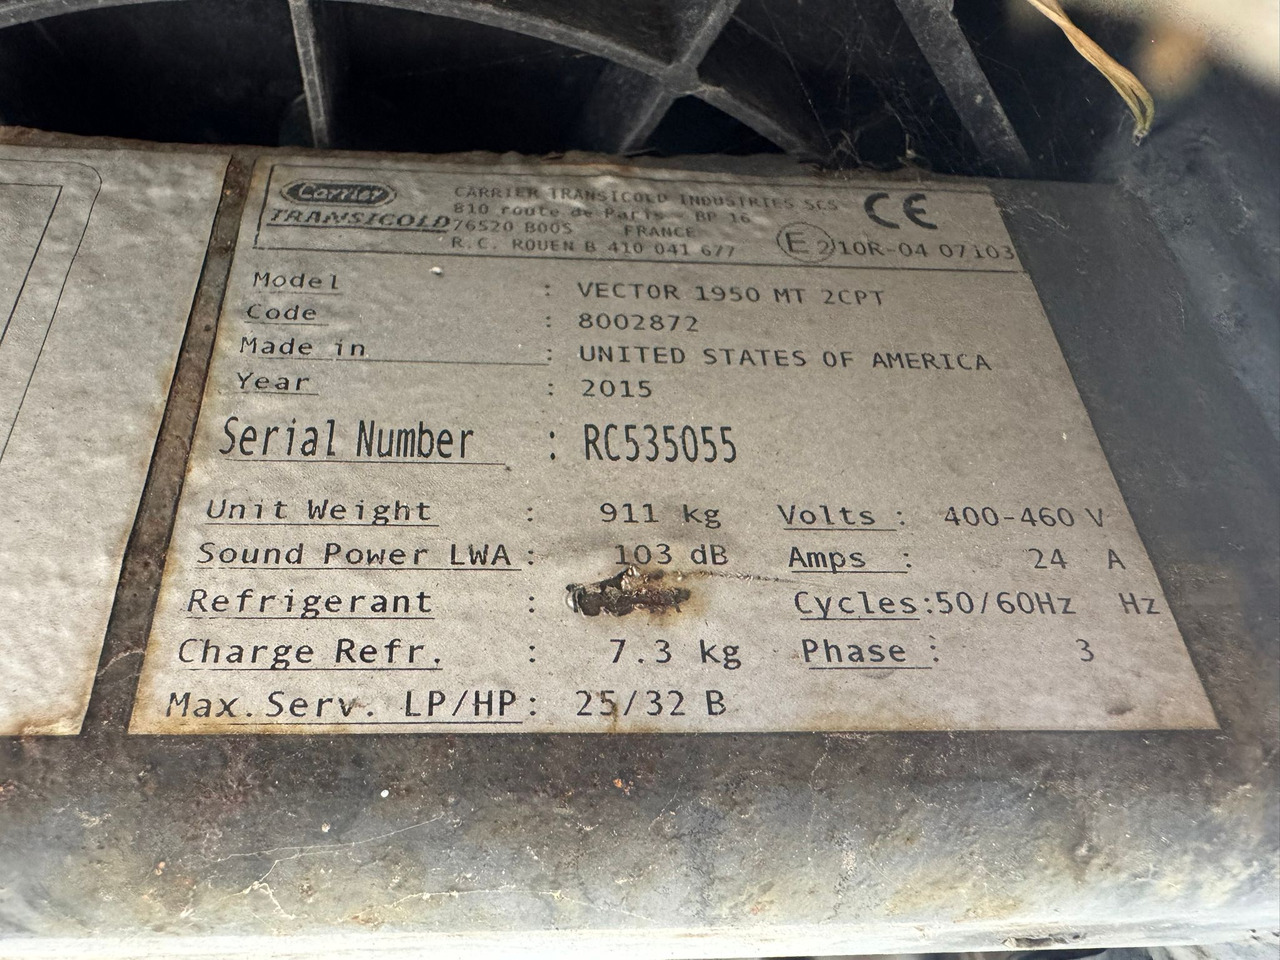 Carrier
TRANSICOLD
CARRIER TRANSICOLD INDUSTRIES SCS
810 route de Paris - BP 16
76520 BOOS FRANCE
R.C. ROUEN B 410 041 677
CE
E2 10R-04 07103
Model : VECTOR 1950 MT 2CPT
Code : 8002872
Made in : UNITED STATES OF AMERICA
Year : 2015
Serial Number : RC535055
Unit Weight : 911 kg Volts : 400-460 V
Sound Power LWA : 103 dB Amps : 24 A
Refrigerant : Cycles:50/60Hz Hz
Charge Refr. : 7.3 kg Phase : 3
Max.Serv. LP/HP: 25/32 B